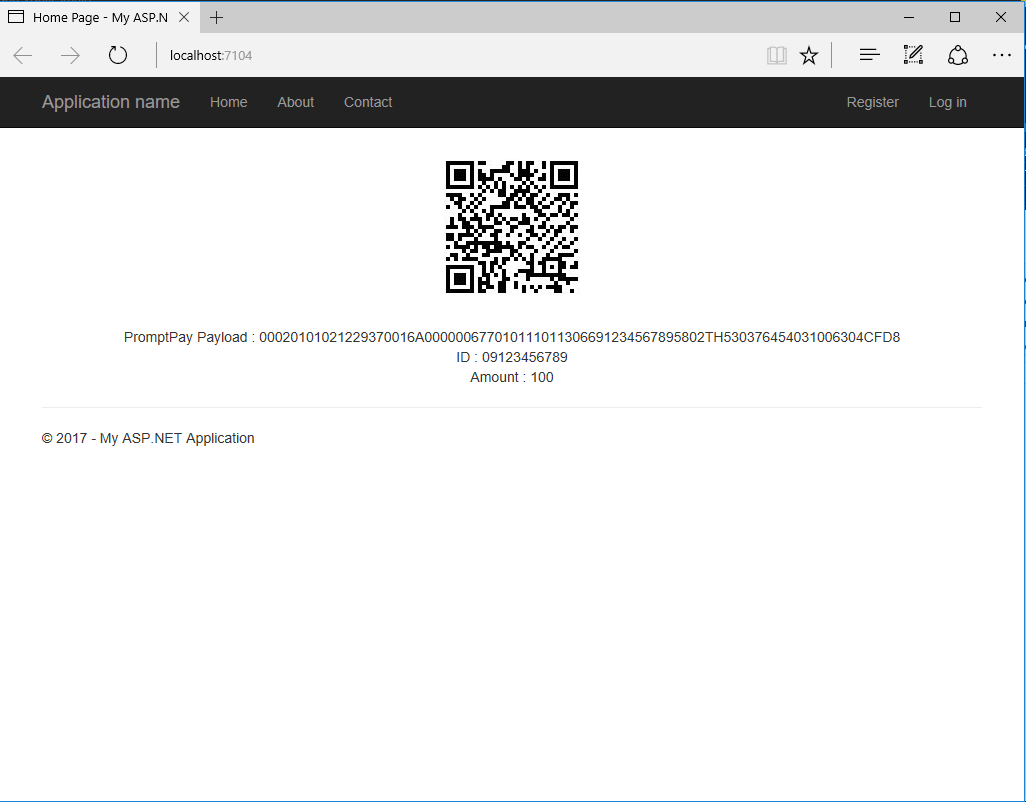 Home Page - My ASP.N
localhost:7104
Application name Home About Contact Register Log in
PromptPay Payload : 00020101021229370016A000000677010111011306691234567895802TH530376454031006304CFD8
ID : 09123456789
Amount : 100
© 2017 - My ASP.NET Application